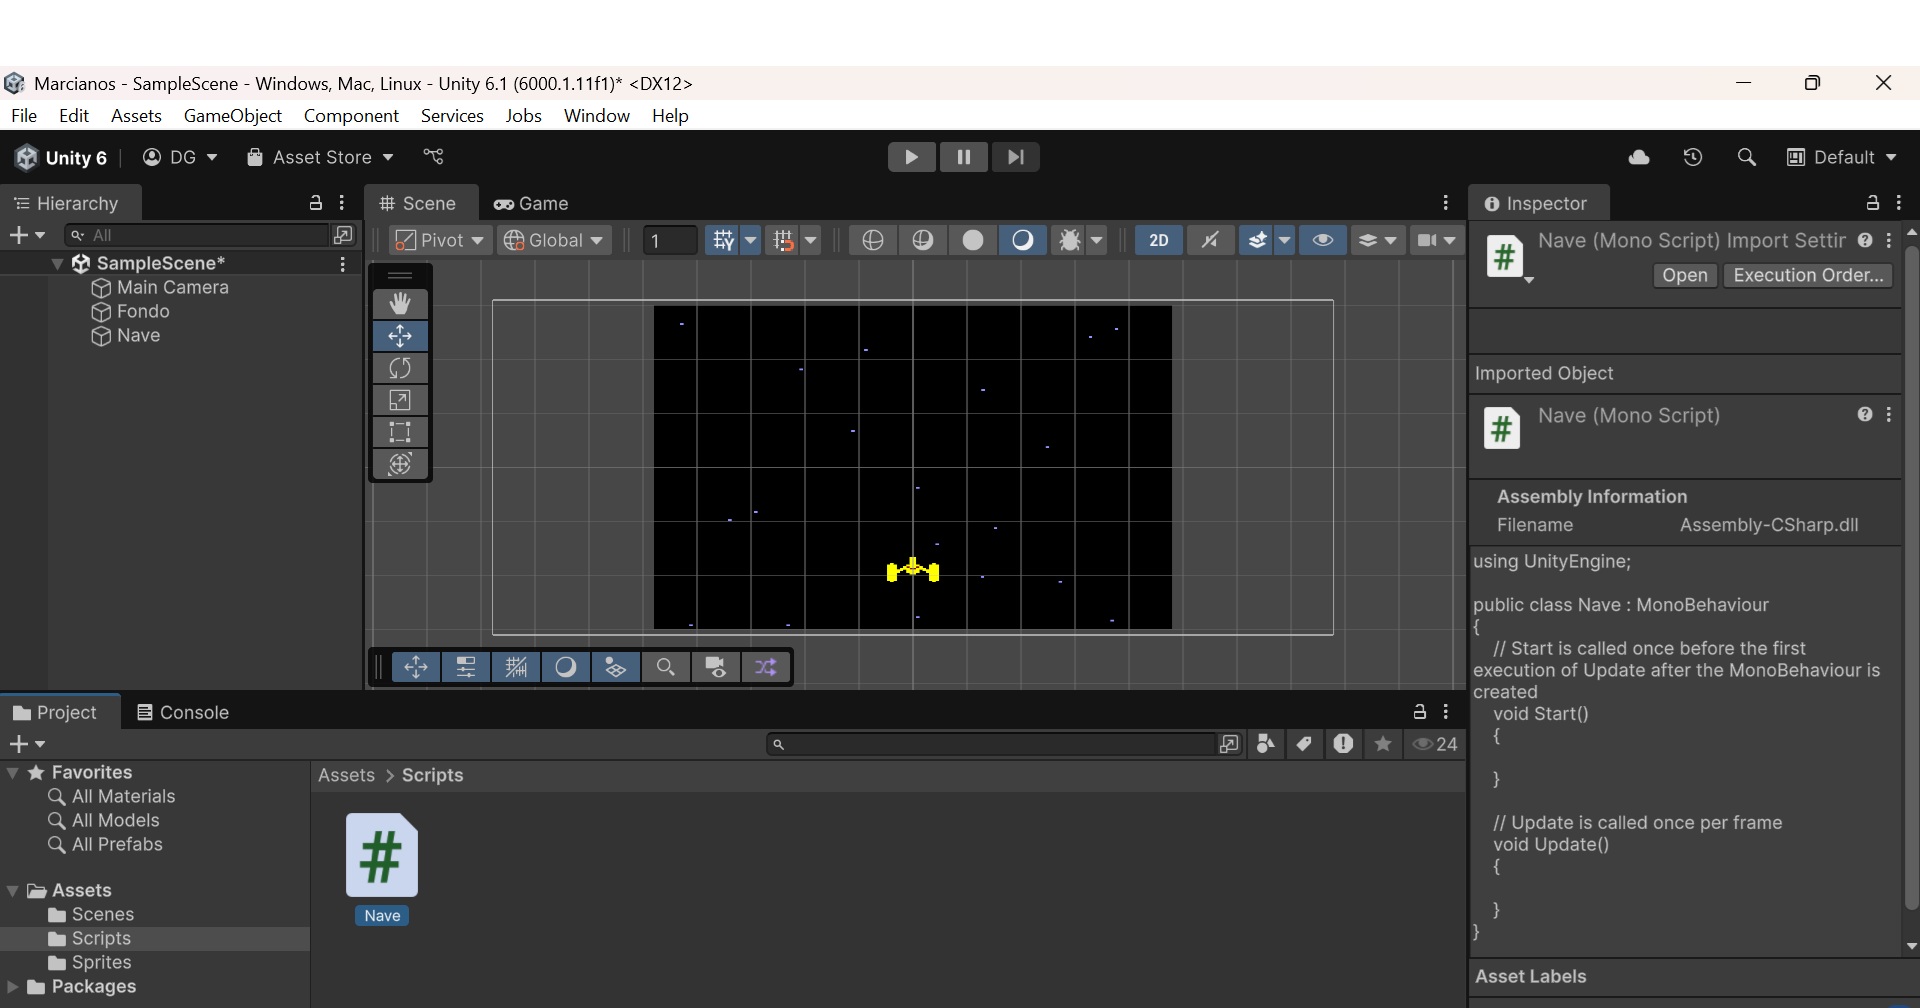 Marcianos - SampleScene - Windows, Mac, Linux - Unity 6.1 (6000.1.11f1)* <DX12>
File Edit Assets GameObject Component Services Jobs Window Help
Unity 6 DG Asset Store Default
Hierarchy
All
SampleScene*
Main Camera
Fondo
Nave
Scene Game
Pivot Global 1 2D
Inspector
Nave (Mono Script) Import Settir
Open Execution Order...
Imported Object
Nave (Mono Script)
Assembly Information
Filename Assembly-CSharp.dll
using UnityEngine;
public class Nave : MonoBehaviour
{
// Start is called once before the first
execution of Update after the MonoBehaviour is
created
void Start()
{
}
// Update is called once per frame
void Update()
{
}
}
Asset Labels
Project Console
24
Favorites
All Materials
All Models
All Prefabs
Assets
Scenes
Scripts
Sprites
Packages
Assets > Scripts
#
Nave